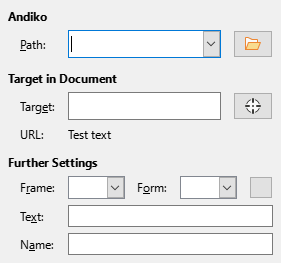 Andiko
Path:
Target in Document
Target:
URL: Test text
Further Settings
Frame: Form:
Text:
Name: